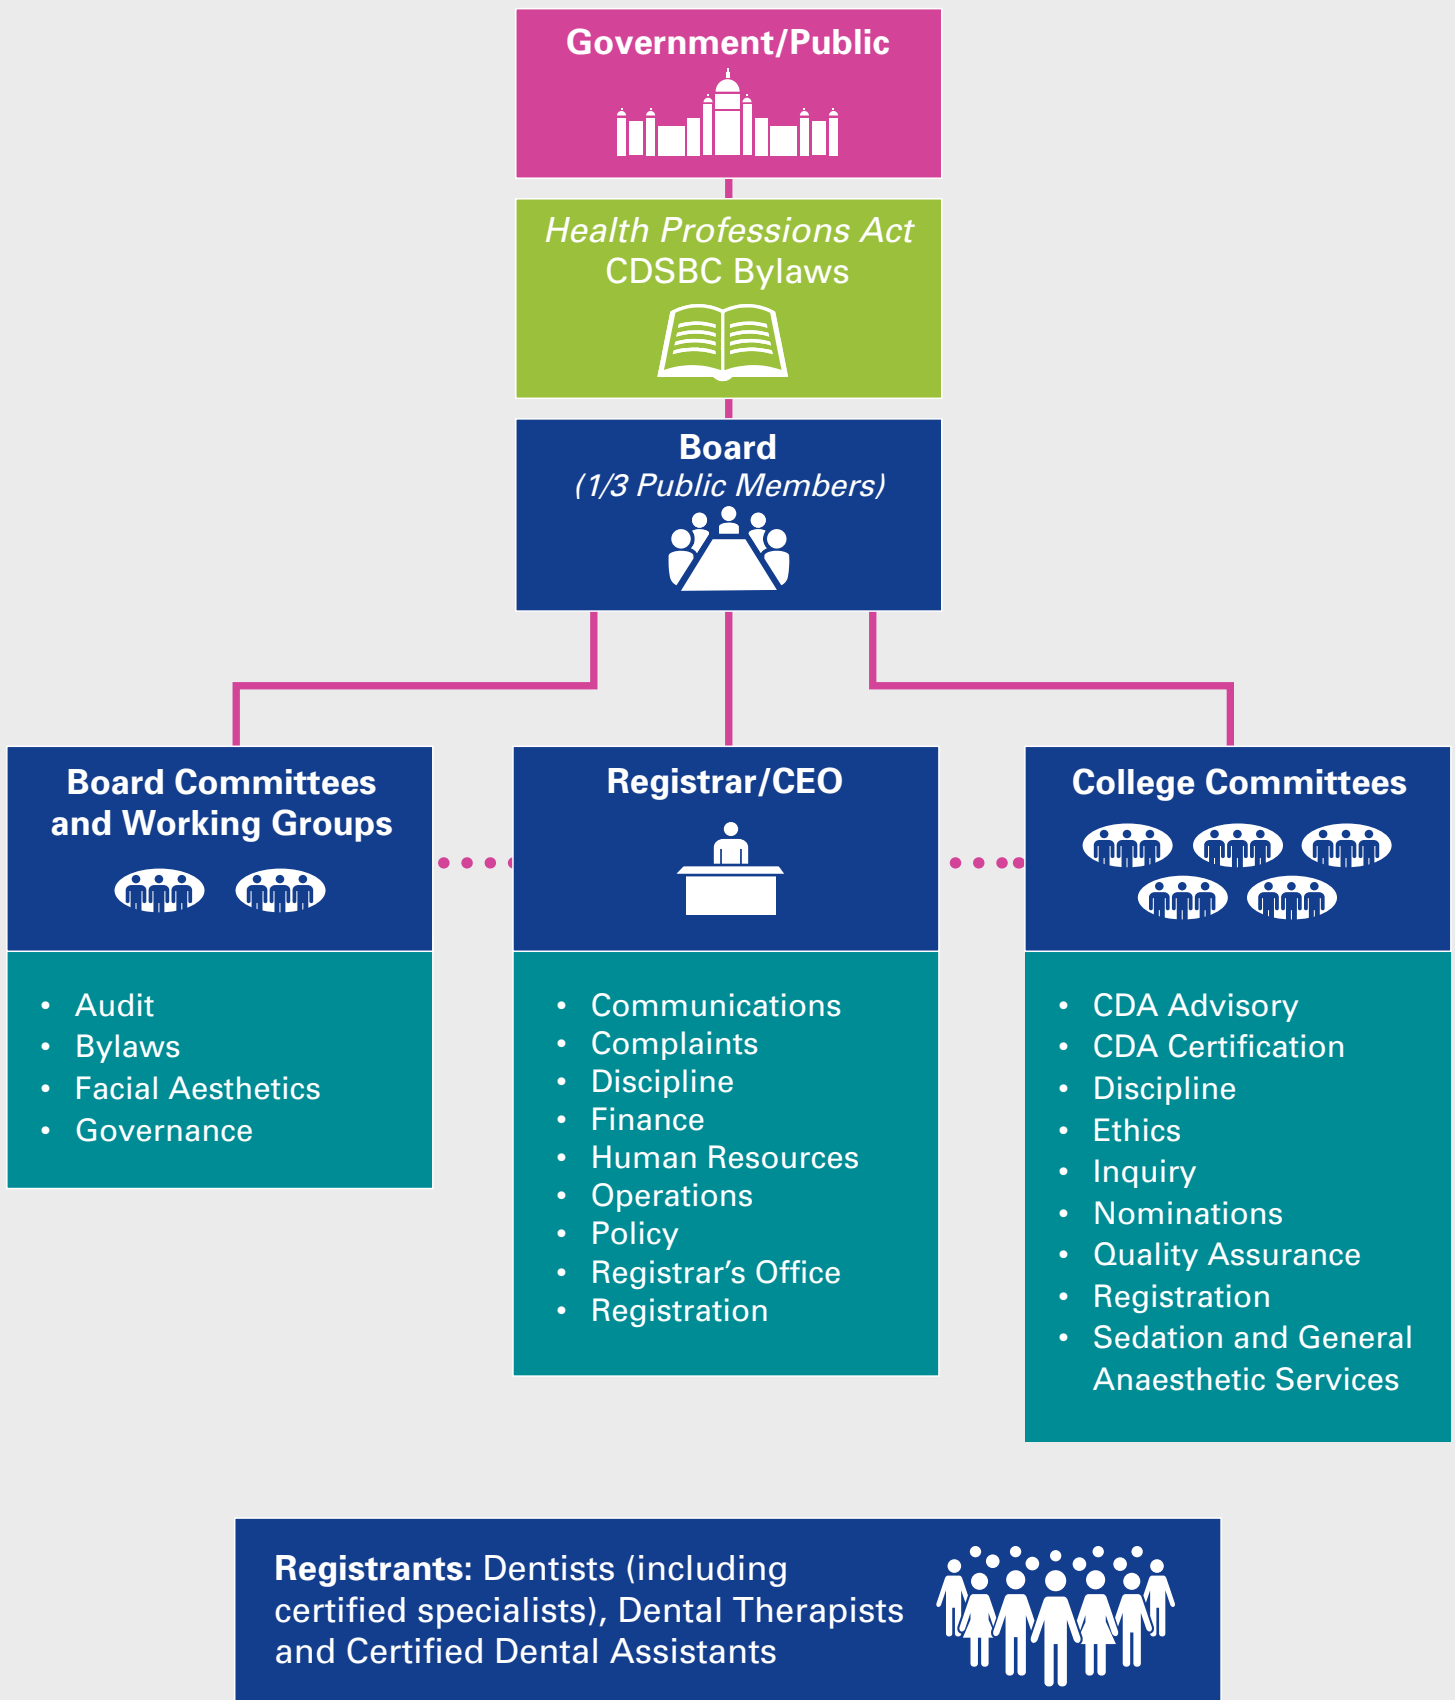 Government/Public
Health Professions Act
CDSBC Bylaws
Board
(1/3 Public Members)
Board Committees
and Working Groups
• Audit
• Bylaws
• Facial Aesthetics
• Governance
Registrar/CEO
• Communications
• Complaints
• Discipline
• Finance
• Human Resources
• Operations
• Policy
• Registrar’s Office
• Registration
College Committees
• CDA Advisory
• CDA Certification
• Discipline
• Ethics
• Inquiry
• Nominations
• Quality Assurance
• Registration
• Sedation and General
Anaesthetic Services
Registrants: Dentists (including
certified specialists), Dental Therapists
and Certified Dental Assistants